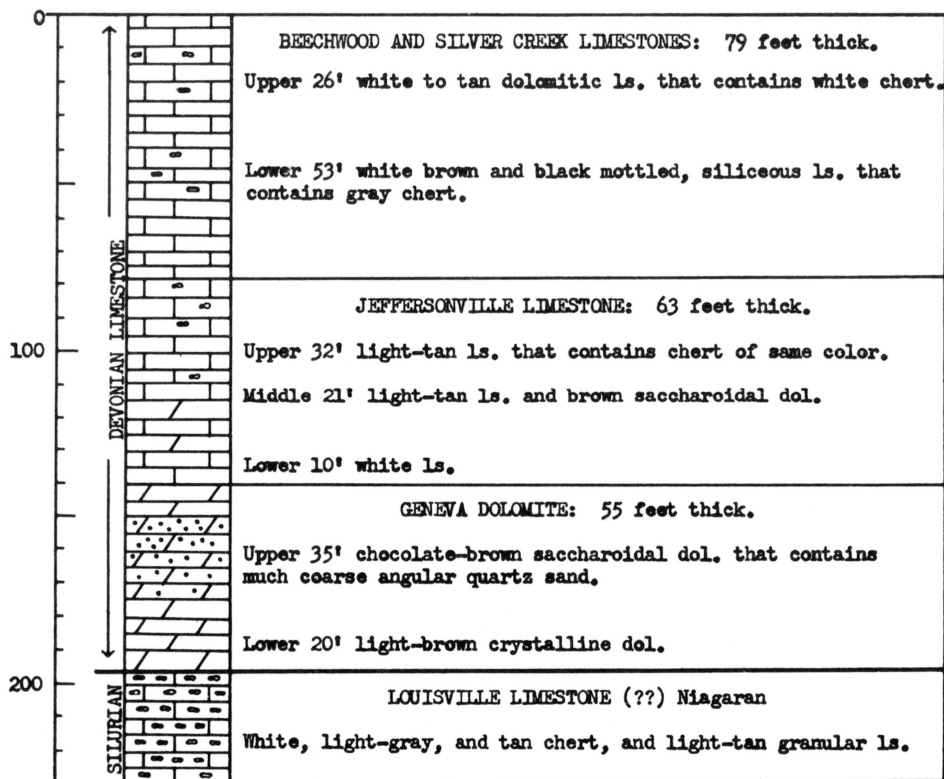 0
BEECHWOOD AND SILVER CREEK LIMESTONES: 79 feet thick.
Upper 26' white to tan dolomitic ls. that contains white chert.
Lower 53' white brown and black mottled, siliceous ls. that
contains gray chert.
DEVONIAN LIMESTONE
JEFFERSONVILLE LIMESTONE: 63 feet thick.
100
Upper 32' light-tan ls. that contains chert of same color.
Middle 21' light-tan ls. and brown saccharoidal dol.
Lower 10' white ls.
GENEVA DOLOMITE: 55 feet thick.
Upper 35' chocolate-brown saccharoidal dol. that contains
much coarse angular quartz sand.
Lower 20' light-brown crystalline dol.
200
SILURIAN
LOUISVILLE LIMESTONE (??) Niagaran
White, light-gray, and tan chert, and light-tan granular ls.